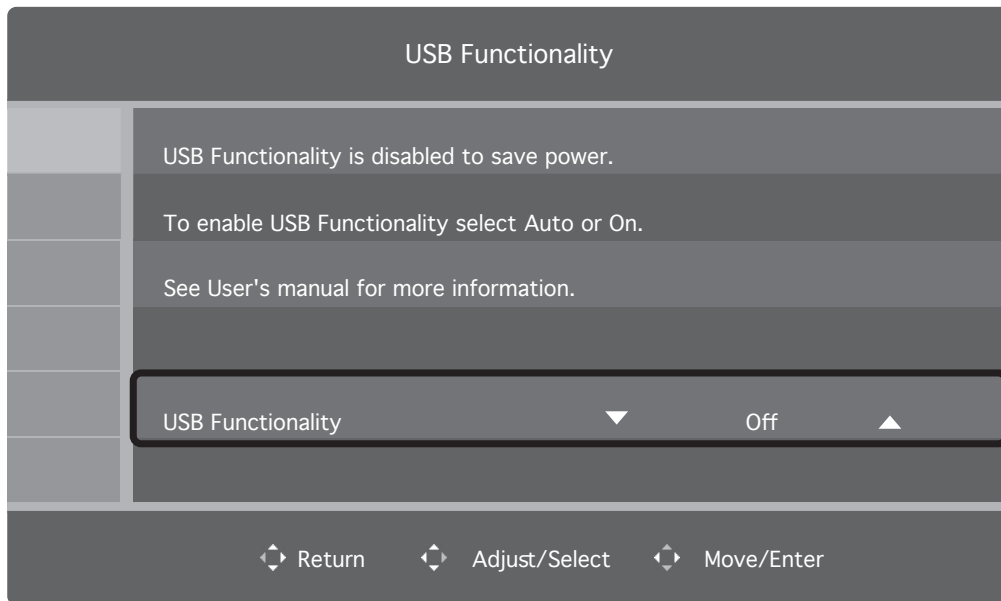 USB Functionality
USB Functionality is disabled to save power.
To enable USB Functionality select Auto or On.
See User's manual for more information.
USB Functionality Off
Return Adjust/Select Move/Enter